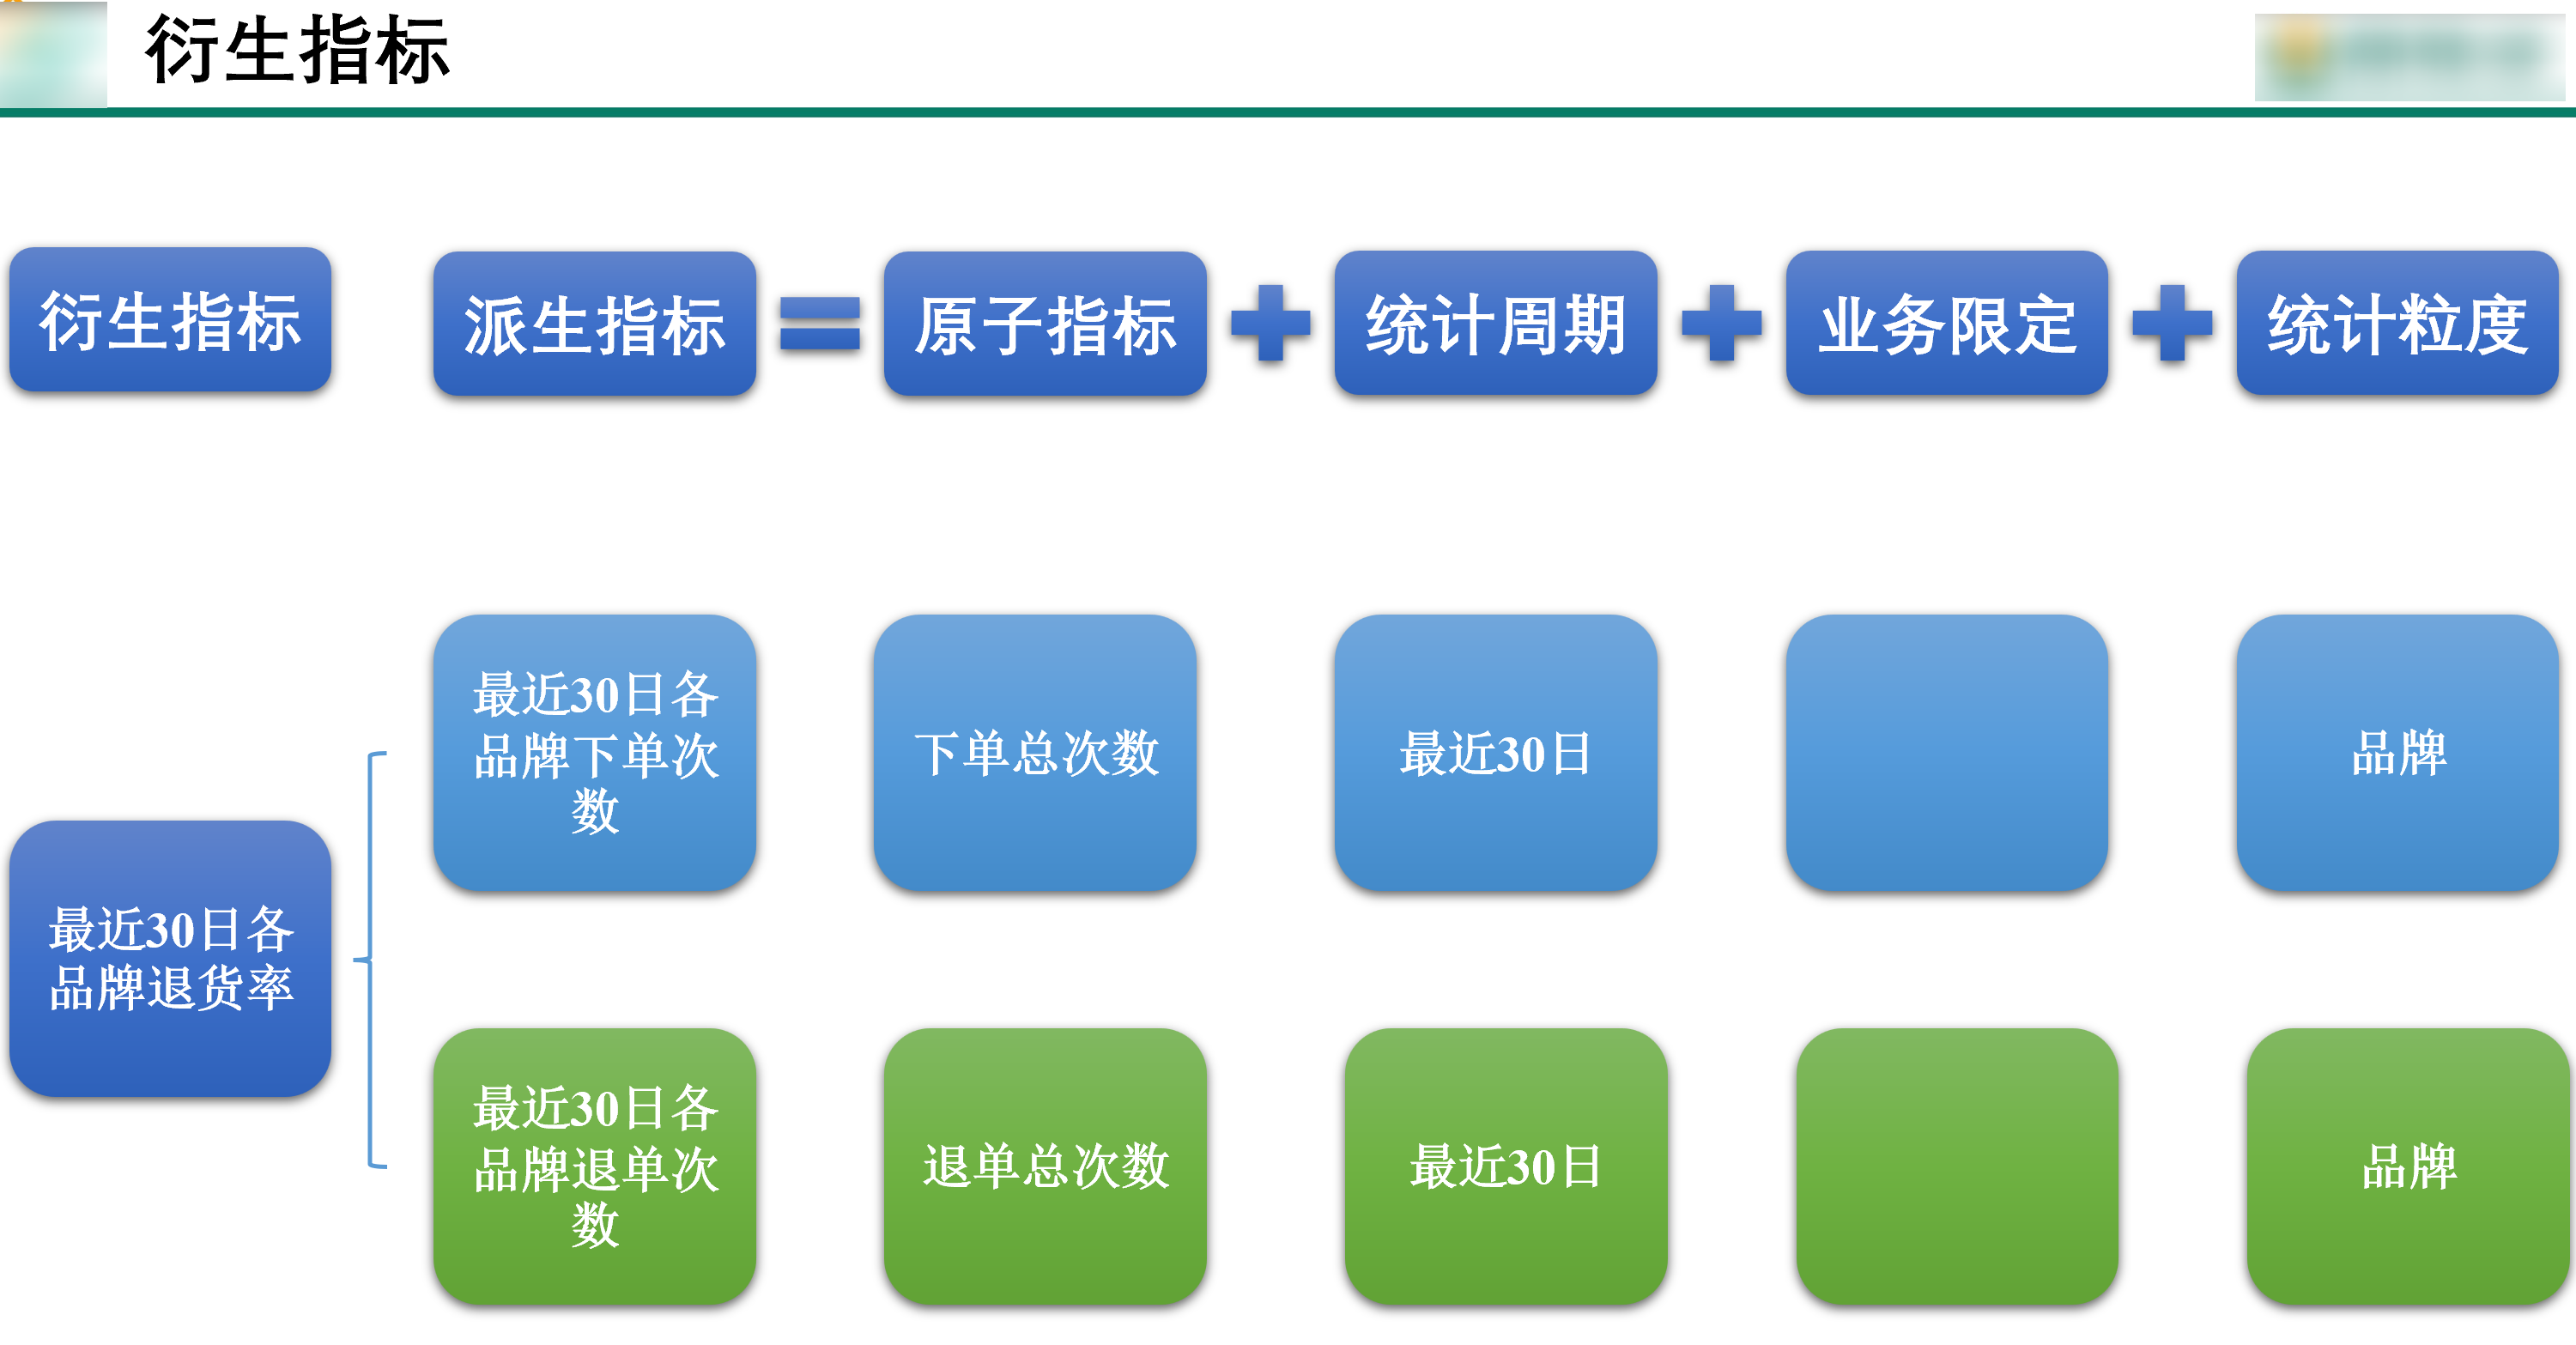 衍生指标
衍生指标
派生指标
=
原子指标
+
统计周期
+
业务限定
+
统计粒度
最近30日各
品牌退货率
最近30日各
品牌下单次
数
下单总次数
最近30日
品牌
最近30日各
品牌退单次
数
退单总次数
最近30日
品牌